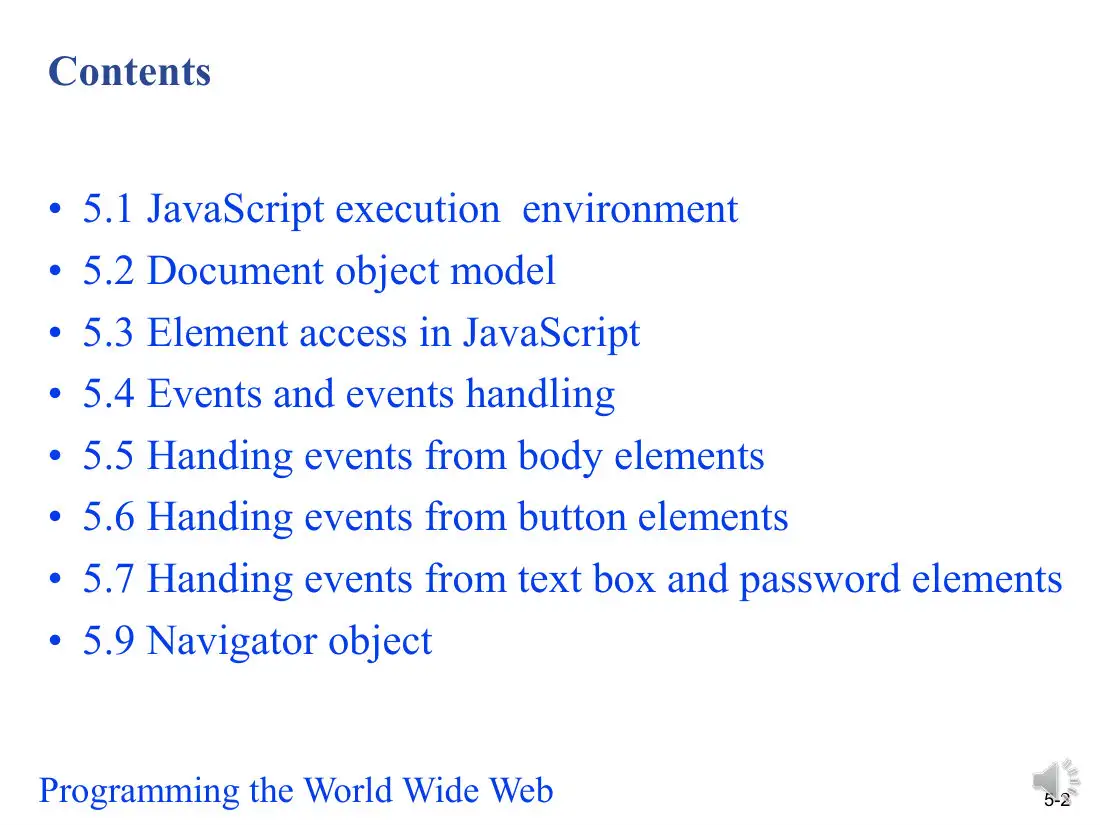 Contents
• 5.1 JavaScript execution  environment
• 5.2 Document object model
• 5.3 Element access in JavaScript
• 5.4 Events and events handling
• 5.5 Handing events from body elements
• 5.6 Handing events from button elements
• 5.7 Handing events from text box and password elements
• 5.9 Navigator object
Programming the World Wide Web
5-2